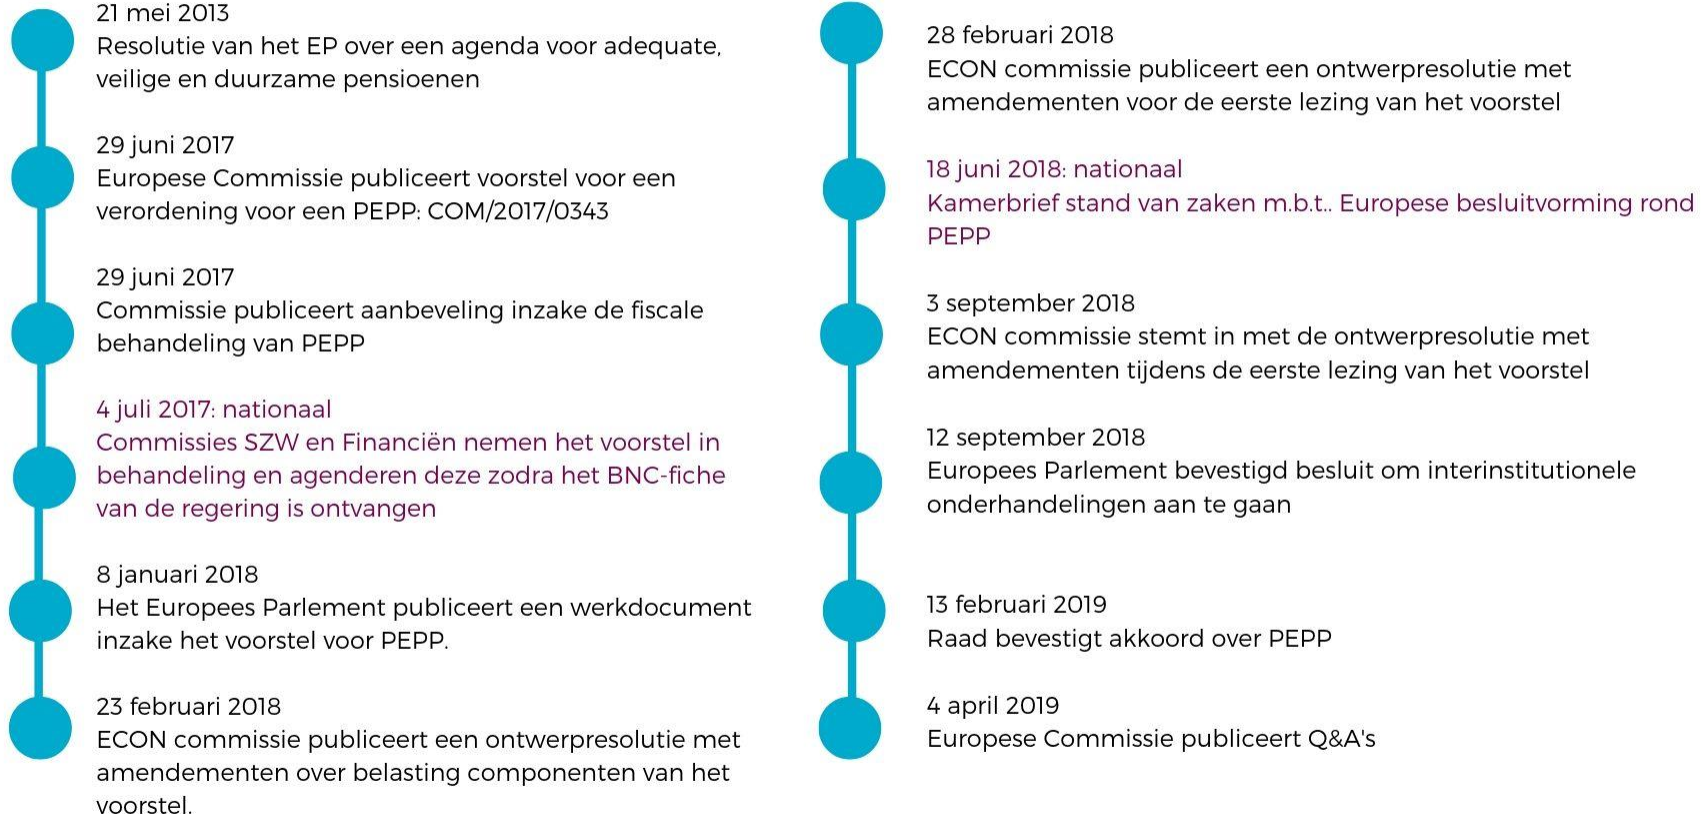 21 mei 2013
Resolutie van het EP over een agenda voor adequate,
veilige en duurzame pensioenen
29 juni 2017
Europese Commissie publiceert voorstel voor een
verordening voor een PEPP: COM/2017/0343
29 juni 2017
Commissie publiceert aanbeveling inzake de fiscale
behandeling van PEPP
4 juli 2017: nationaal
Commissies SZW en Financiën nemen het voorstel in
behandeling en agenderen deze zodra het BNC-fiche
van de regering is ontvangen
8 januari 2018
Het Europees Parlement publiceert een werkdocument
inzake het voorstel voor PEPP.
23 februari 2018
ECON commissie publiceert een ontwerpresolutie met
amendementen over belasting componenten van het
voorstel.
28 februari 2018
ECON commissie publiceert een ontwerpresolutie met
amendementen voor de eerste lezing van het voorstel
18 juni 2018: nationaal
Kamerbrief stand van zaken m.b.t.. Europese besluitvorming rond
PEPP
3 september 2018
ECON commissie stemt in met de ontwerpresolutie met
amendementen tijdens de eerste lezing van het voorstel
12 september 2018
Europees Parlement bevestigd besluit om interinstitutionele
onderhandelingen aan te gaan
13 februari 2019
Raad bevestigt akkoord over PEPP
4 april 2019
Europese Commissie publiceert Q&A's